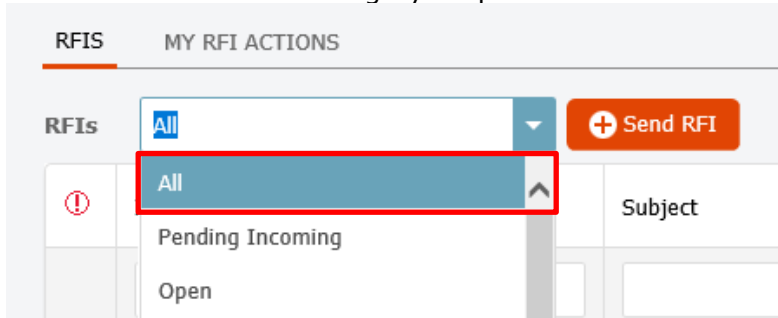 RFIS MY RFI ACTIONS
RFIs All Send RFI
All
Subject
Pending Incoming
Open